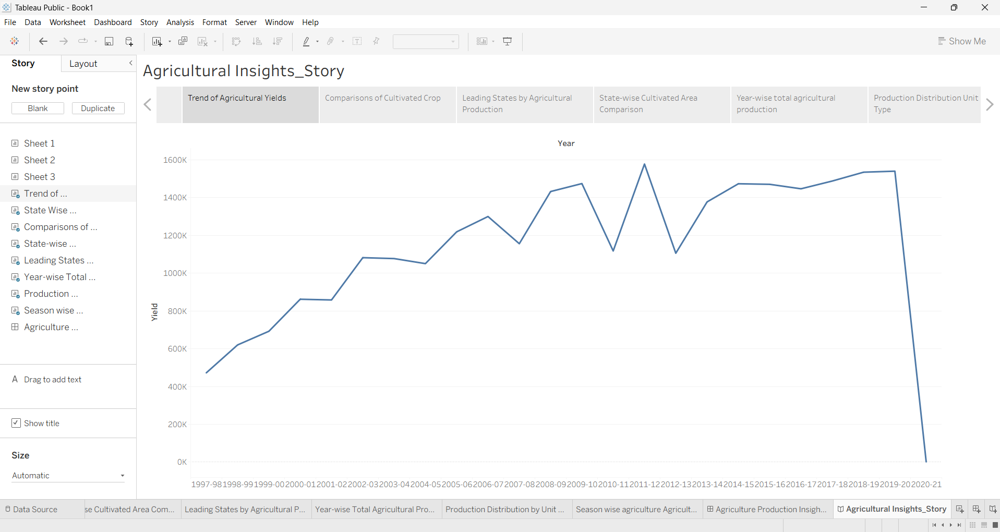 Tableau Public - Book1
File Data Worksheet Dashboard Story Analysis Format Server Window Help
Show Me
Story
Layout
New story point
Blank
Duplicate
Sheet 1
Sheet 2
Sheet 3
Trend of ...
State Wise ...
Comparisons of ...
State-wise ...
Leading States ...
Year-wise Total ...
Production ...
Season wise ...
Agriculture ...
A Drag to add text
Show title
Size
Automatic
Agricultural Insights_Story
Trend of Agricultural Yields
Comparisons of Cultivated Crop
Leading States by Agricultural
Production
State-wise Cultivated Area
Comparison
Year-wise total agricultural
production
Production Distribution Unit
Type
Year
1600K
1400K
1200K
1000K
800K
600K
400K
200K
0K
Yield
1997-98 1998-99 1999-00 2000-01 2001-02 2002-03 2003-04 2004-05 2005-06 2006-07 2007-08 2008-09 2009-10 2010-11 2011-12 2012-13 2013-14 2014-15 2015-16 2016-17 2017-18 2018-19 2019-20 2020-21
Data Source
se Cultivated Area Com...
Leading States by Agricultural P...
Year-wise Total Agricultural Pro...
Production Distribution by Unit ...
Season wise agriculture Agricult...
Agriculture Production Insigh...
Agricultural Insights_Story